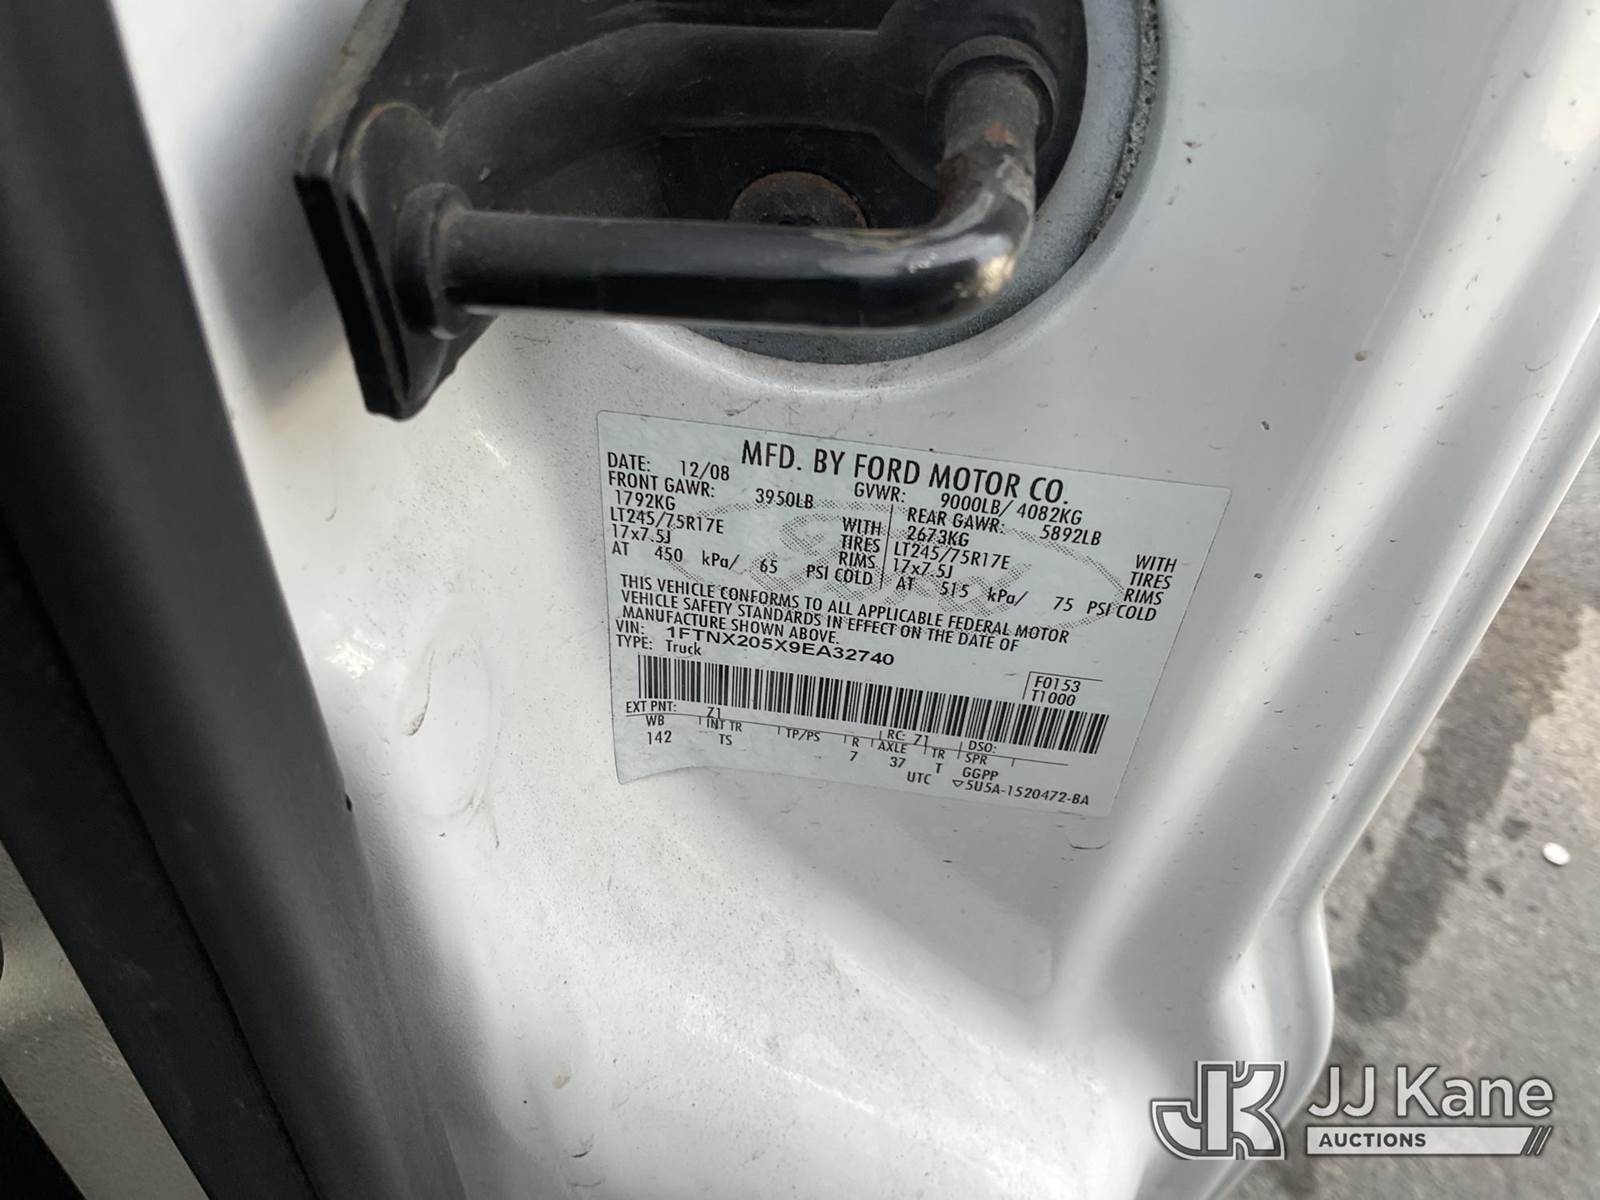 MFD. BY FORD MOTOR CO.
DATE: 12/08 GVWR: 9000LB/ 4082KG
FRONT GAWR: 3950LB REAR GAWR: 5892LB
1792KG WITH 2673KG WITH
LT245/75R17E TIRES LT245/75R17E TIRES
17x7.5J RIMS 17x7.5J RIMS
AT 450 kPa/ 65 PSI COLD AT 515 kPa/ 75 PSI COLD
THIS VEHICLE CONFORMS TO ALL APPLICABLE FEDERAL MOTOR
VEHICLE SAFETY STANDARDS IN EFFECT ON THE DATE OF
MANUFACTURE SHOWN ABOVE.
VIN: 1FTNX205X9EA32740
TYPE: Truck
F0153
T1000
EXT PNT: Z1 RC: 71 DSO:
WB INT TR TP/PS R AXLE TR SPR
142 TS 7 37 T GGPP
UTC 5U5A-1520472-BA
JK JJ Kane
AUCTIONS